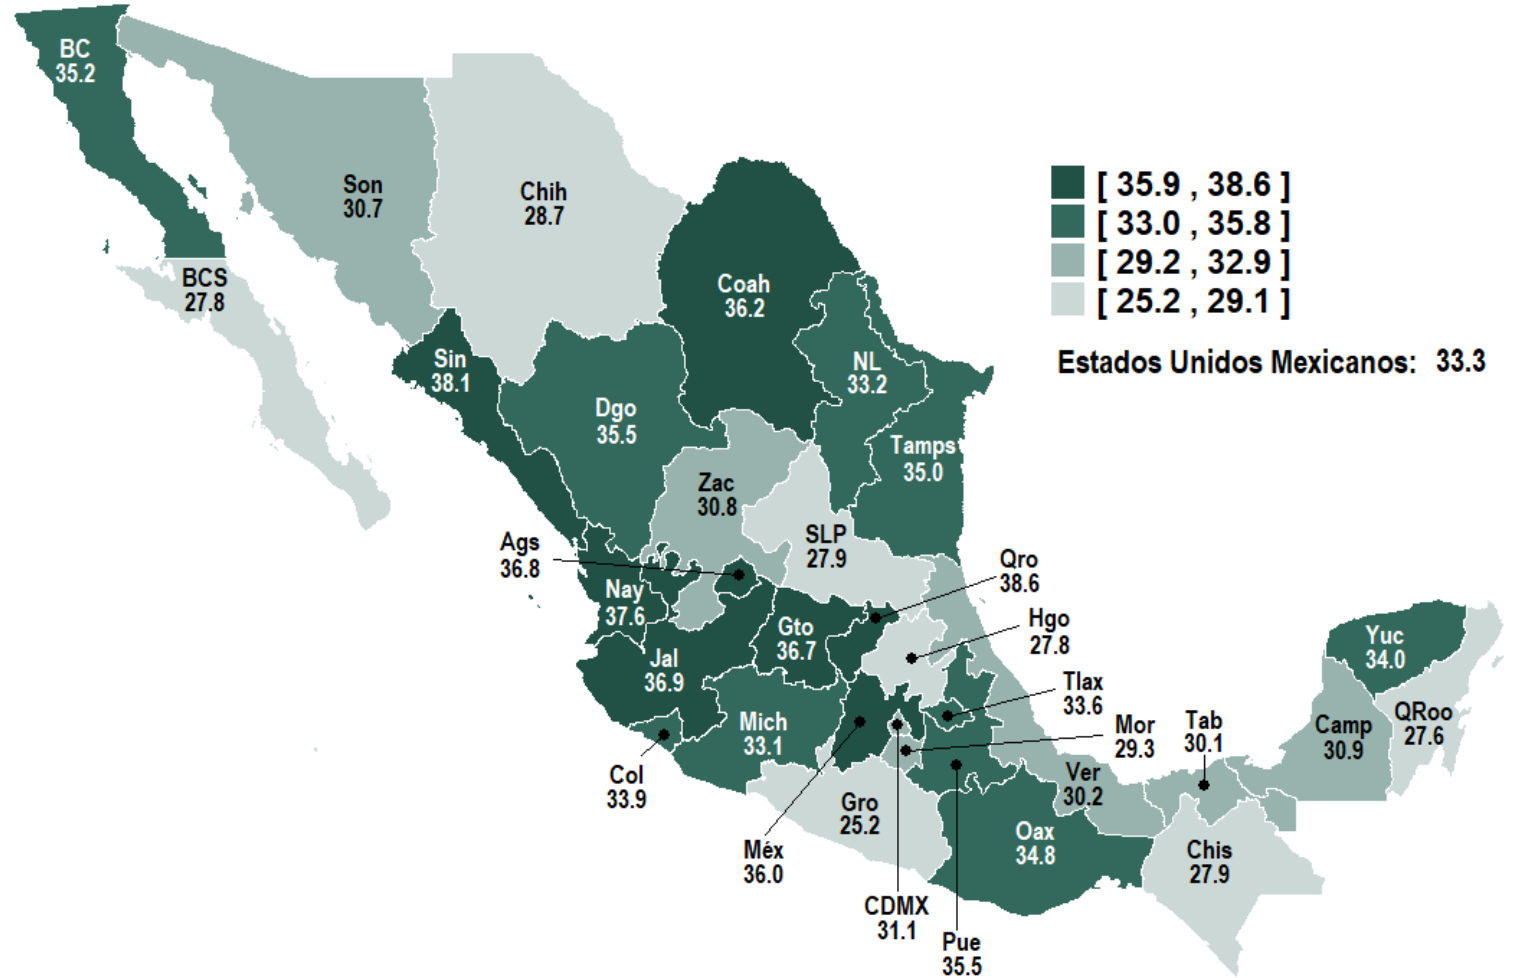 BC
35.2
Son
30.7
Chih
28.7
[ 35.9 , 38.6 ]
[ 33.0 , 35.8 ]
[ 29.2 , 32.9 ]
[ 25.2 , 29.1 ]
Estados Unidos Mexicanos: 33.3
BCS
27.8
Coah
36.2
Sin
38.1
NL
33.2
Dgo
35.5
Tamps
35.0
Zac
30.8
SLP
27.9
Ags
36.8
Qro
38.6
Nay
37.6
Gto
36.7
Hgo
27.8
Yuc
34.0
Jal
36.9
Tlax
33.6
Mich
33.1
Mor
29.3
Tab
30.1
Camp
30.9
QRoo
27.6
Col
33.9
Ver
30.2
Gro
25.2
Oax
34.8
Méx
36.0
Chis
27.9
CDMX
31.1
Pue
35.5